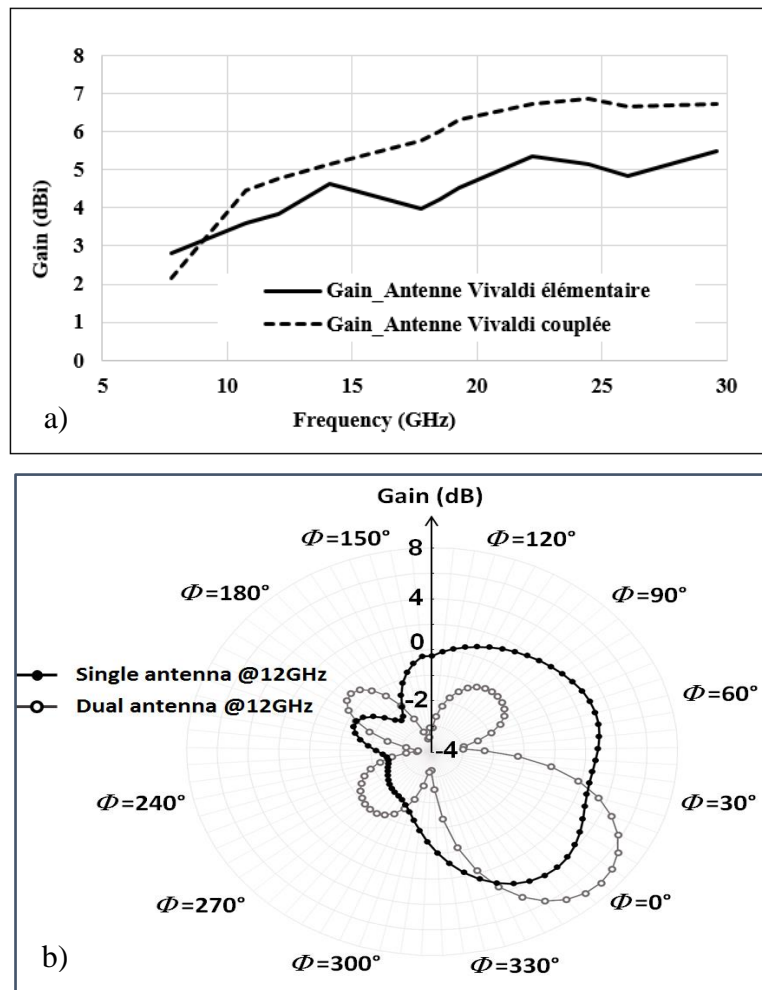 8
7
6
5
4
3
2
1
0
Gain (dBi)
Gain_Antenne Vivaldi élémentaire
Gain_Antenne Vivaldi couplée
5 10 15 20 25 30
Frequency (GHz)
a)
Gain (dB)
Φ=150°
Φ=120°
Φ=180°
Φ=90°
8
4
0
-2
-4
Single antenna @12GHz
Dual antenna @12GHz
Φ=60°
Φ=240°
Φ=30°
Φ=270°
Φ=0°
Φ=300°
Φ=330°
b)